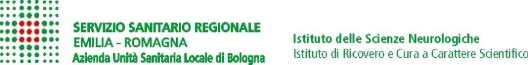 SERVIZIO SANITARIO REGIONALE
EMILIA - ROMAGNA
Azienda Unità Sanitaria Locale di Bologna
Istituto delle Scienze Neurologiche
Istituto di Ricovero e Cura a Carattere Scientifico